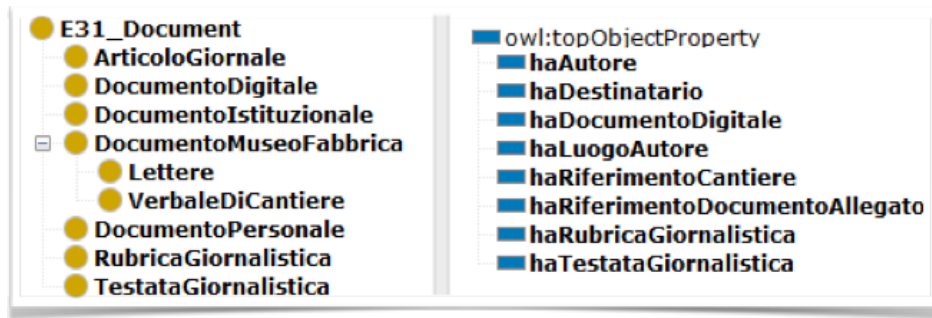 E31_Document
ArticoloGiornale
DocumentoDigitale
DocumentoIstituzionale
DocumentoMuseoFabbrica
Lettere
VerbaleDiCantiere
DocumentoPersonale
RubricaGiornalistica
TestataGiornalistica
owl:topObjectProperty
haAutore
haDestinatario
haDocumentoDigitale
haLuogoAutore
haRiferimentoCantiere
haRiferimentoDocumentoAllegato
haRubricaGiornalistica
haTestataGiornalistica